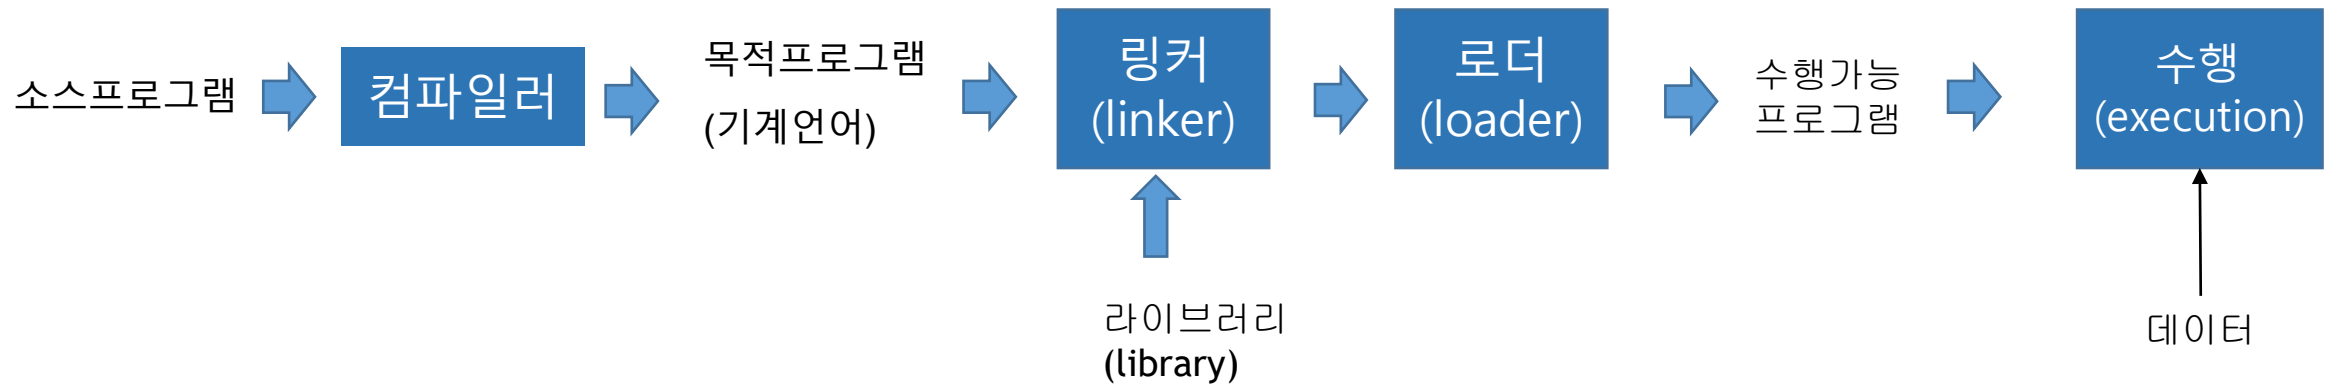 소스프로그램
컴파일러
목적프로그램
(기계언어)
링커
(linker)
로더
(loader)
수행가능
프로그램
수행
(execution)
라이브러리
(library)
데이터